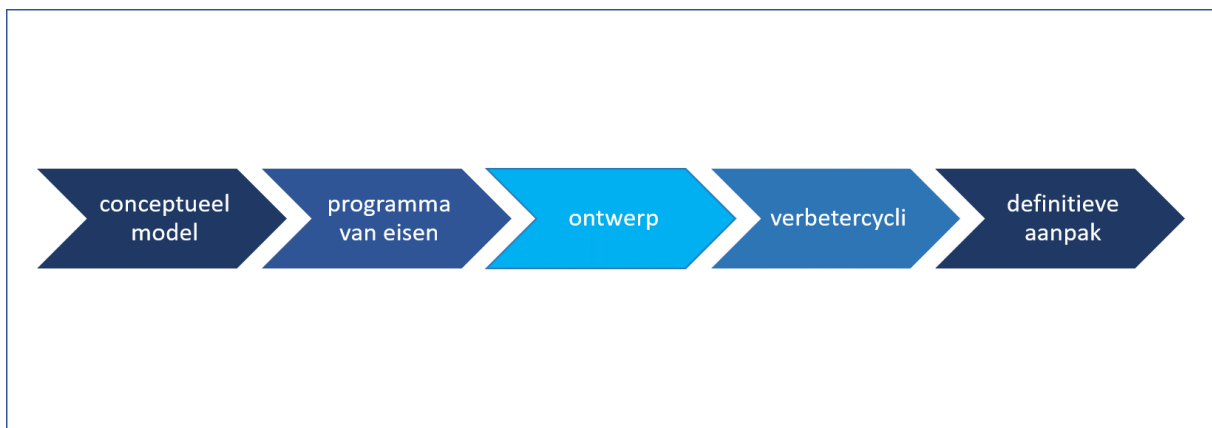 conceptueel
model
programma
van eisen
ontwerp
verbetercycli
definitieve
aanpak